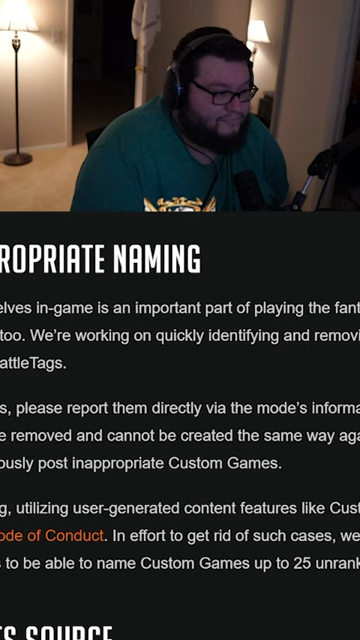 ROPRIATE NAMING
elves in-game is an important part of playing the fant
too. We're working on quickly identifying and removi
attleTags.
s, please report them directly via the mode's informa
e removed and cannot be created the same way aga
ously post inappropriate Custom Games.
g, utilizing user-generated content features like Cust
ode of Conduct. In effort to get rid of such cases, we
s to be able to name Custom Games up to 25 unrank
TS SOURCE